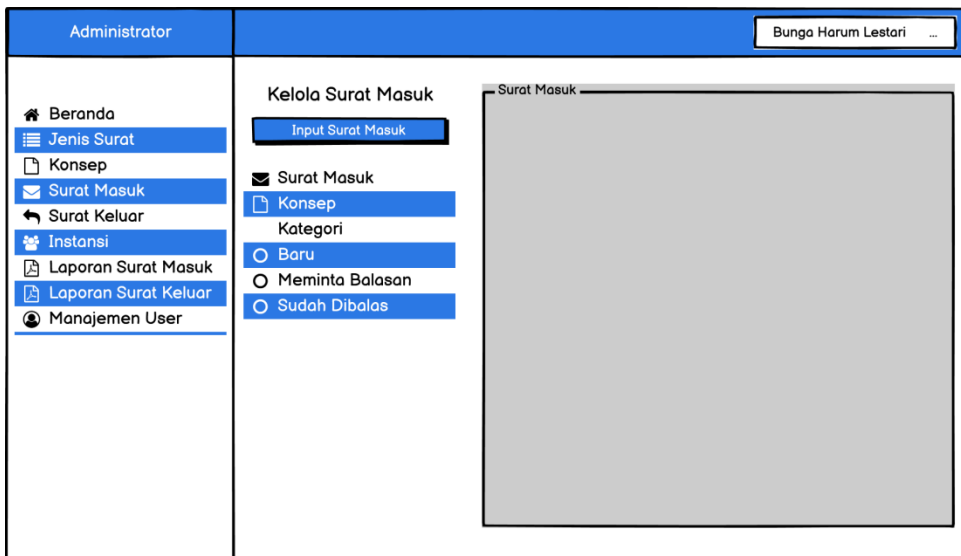 Administrator
Bunga Harum Lestari ...
Beranda
Jenis Surat
Konsep
Surat Masuk
Surat Keluar
Instansi
Laporan Surat Masuk
Laporan Surat Keluar
Manajemen User
Kelola Surat Masuk
Input Surat Masuk
Surat Masuk
Konsep
Kategori
Baru
Meminta Balasan
Sudah Dibalas
Surat Masuk